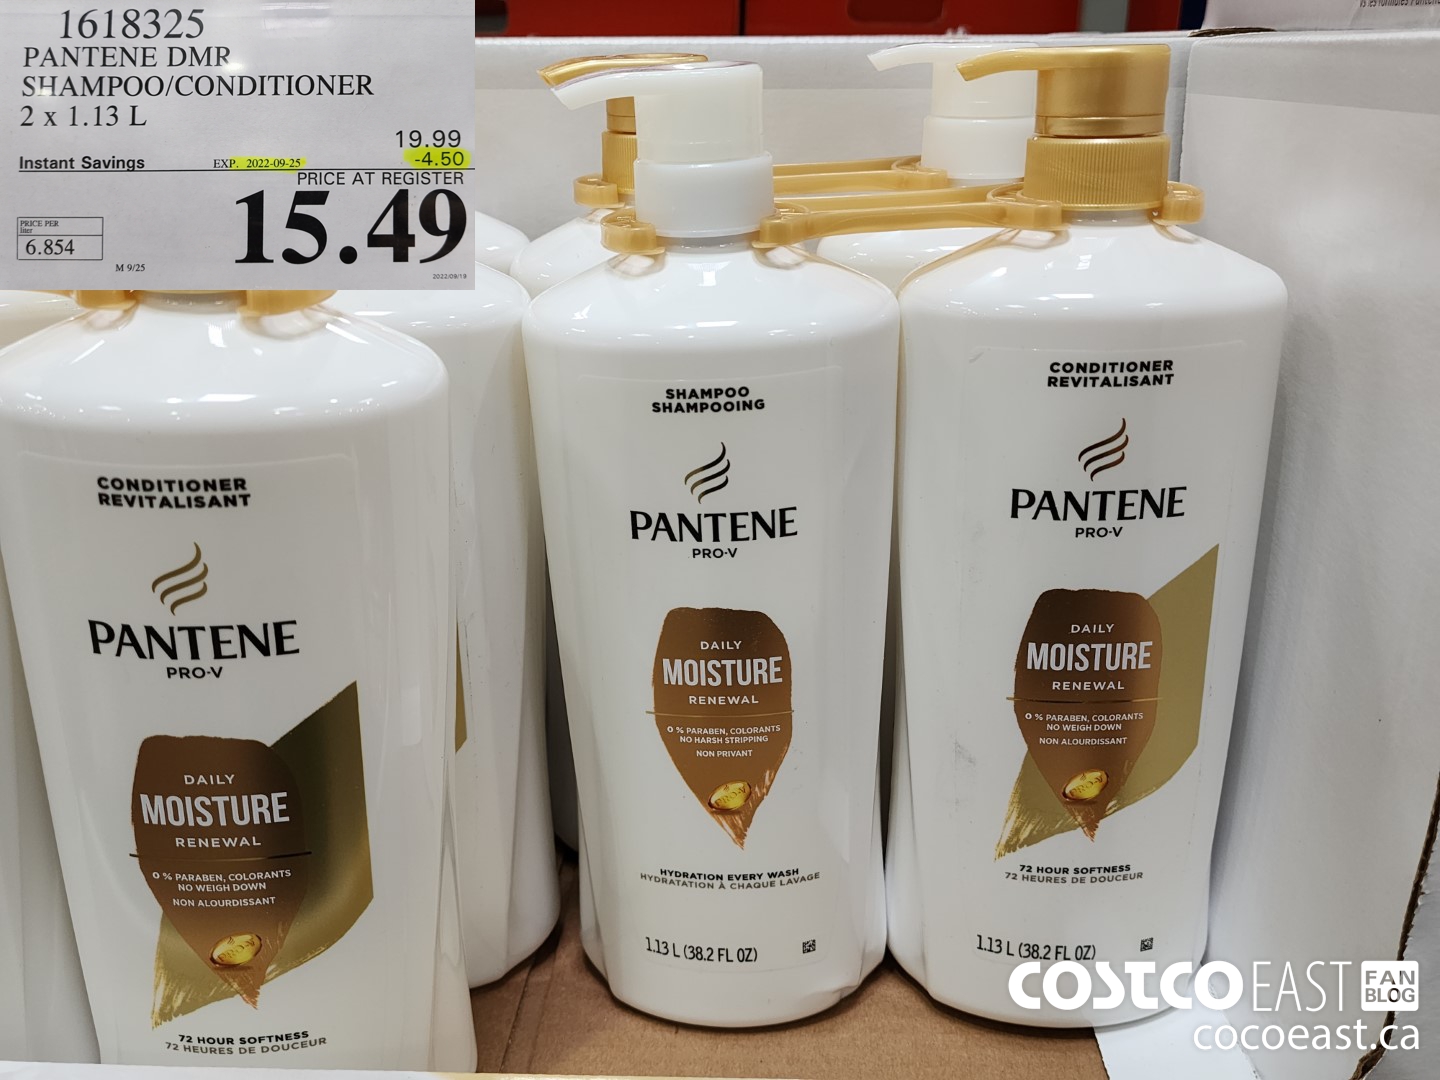 1618325
PANTENE DMR
SHAMPOO/CONDITIONER
2 x 1.13 L
19.99
Instant Savings EXP. 2022-09-25 -4.50
PRICE AT REGISTER
15.49
PRICE PER
liter
6.854
M 9/25
2022/09/19
CONDITIONER
REVITALISANT
PANTENE
PRO-V
DAILY
MOISTURE
RENEWAL
0 % PARABEN, COLORANTS
NO WEIGH DOWN
NON ALOURDISSANT
PRO-V
72 HOUR SOFTNESS
72 HEURES DE DOUCEUR
SHAMPOO
SHAMPOOING
PANTENE
PRO-V
DAILY
MOISTURE
RENEWAL
0 % PARABEN, COLORANTS
NO HARSH STRIPPING
NON PRIVANT
PRO-V
HYDRATION EVERY WASH
HYDRATATION À CHAQUE LAVAGE
1.13 L (38.2 FL OZ)
CONDITIONER
REVITALISANT
PANTENE
PRO-V
DAILY
MOISTURE
RENEWAL
0 % PARABEN, COLORANTS
NO WEIGH DOWN
NON ALOURDISSANT
PRO-V
72 HOUR SOFTNESS
72 HEURES DE DOUCEUR
1.13 L (38.2 FL OZ)
COSTCO EAST FAN BLOG
cocoeast.ca